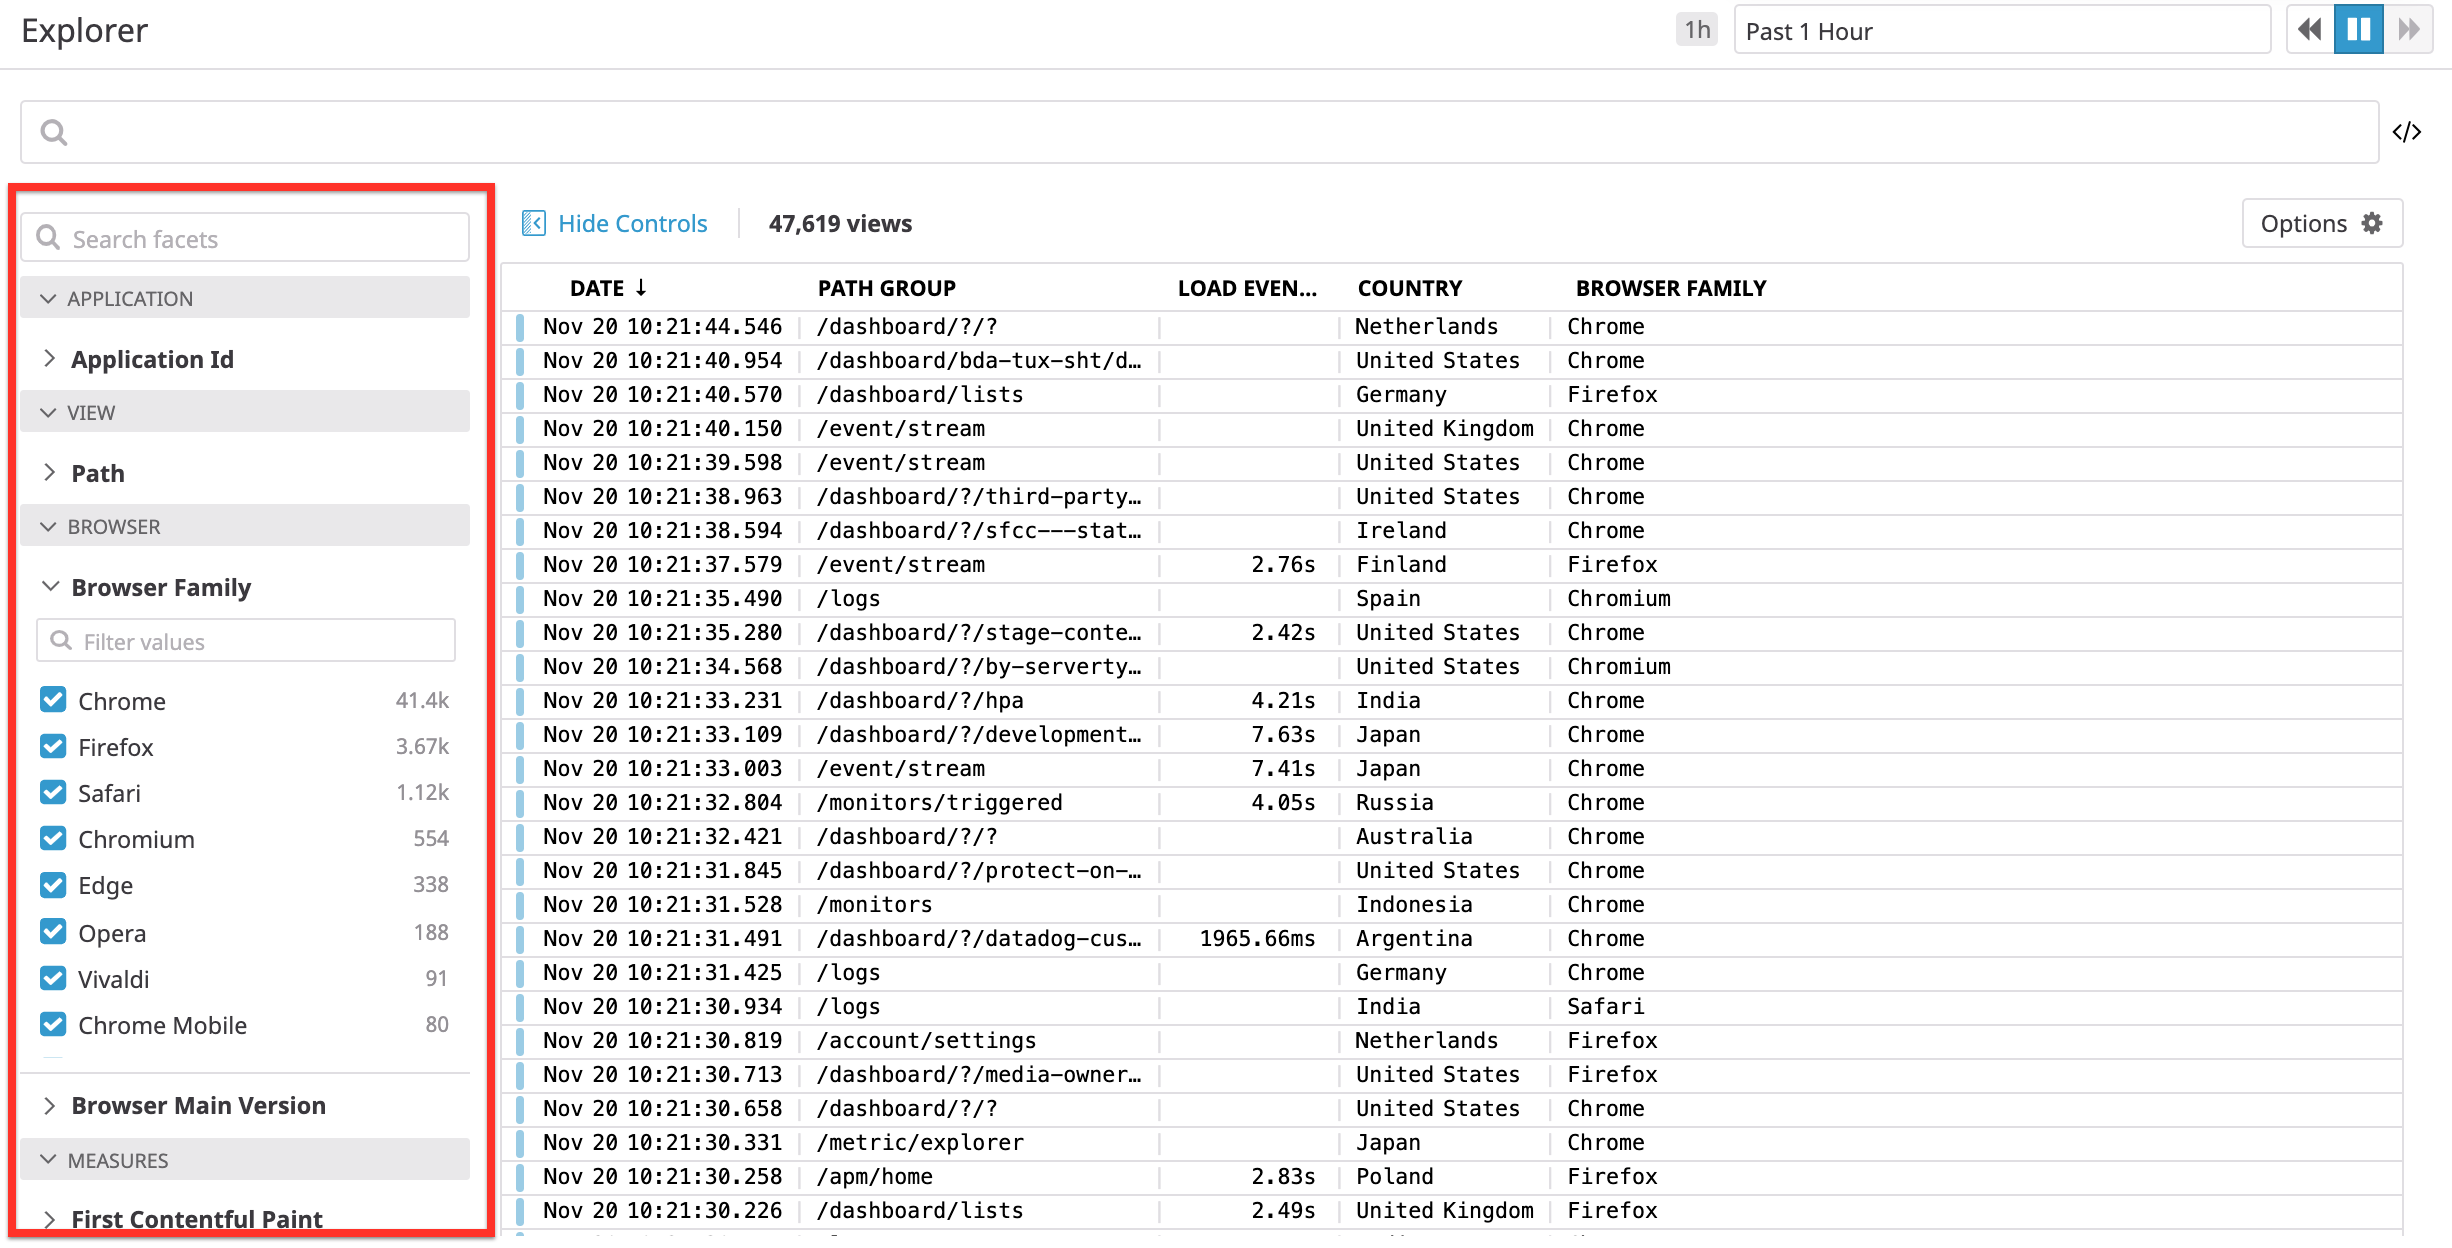 Explorer
1h
Past 1 Hour
</>
Search facets
APPLICATION
Application Id
VIEW
Path
BROWSER
Browser Family
Filter values
Chrome 41.4k
Firefox 3.67k
Safari 1.12k
Chromium 554
Edge 338
Opera 188
Vivaldi 91
Chrome Mobile 80
Browser Main Version
MEASURES
First Contentful Paint
Hide Controls
47,619 views
Options
DATE ↓ PATH GROUP LOAD EVEN... COUNTRY BROWSER FAMILY
Nov 20 10:21:44.546 /dashboard/?/? Netherlands Chrome
Nov 20 10:21:40.954 /dashboard/bda-tux-sht/d… United States Chrome
Nov 20 10:21:40.570 /dashboard/lists Germany Firefox
Nov 20 10:21:40.150 /event/stream United Kingdom Chrome
Nov 20 10:21:39.598 /event/stream United States Chrome
Nov 20 10:21:38.963 /dashboard/?/third-party… United States Chrome
Nov 20 10:21:38.594 /dashboard/?/sfcc---stat… Ireland Chrome
Nov 20 10:21:37.579 /event/stream 2.76s Finland Firefox
Nov 20 10:21:35.490 /logs Spain Chromium
Nov 20 10:21:35.280 /dashboard/?/stage-conte… 2.42s United States Chrome
Nov 20 10:21:34.568 /dashboard/?/by-serverty… United States Chromium
Nov 20 10:21:33.231 /dashboard/?/hpa 4.21s India Chrome
Nov 20 10:21:33.109 /dashboard/?/development… 7.63s Japan Chrome
Nov 20 10:21:33.003 /event/stream 7.41s Japan Chrome
Nov 20 10:21:32.804 /monitors/triggered 4.05s Russia Chrome
Nov 20 10:21:32.421 /dashboard/?/? Australia Chrome
Nov 20 10:21:31.845 /dashboard/?/protect-on-… United States Chrome
Nov 20 10:21:31.528 /monitors Indonesia Chrome
Nov 20 10:21:31.491 /dashboard/?/datadog-cus… 1965.66ms Argentina Chrome
Nov 20 10:21:31.425 /logs Germany Chrome
Nov 20 10:21:30.934 /logs India Safari
Nov 20 10:21:30.819 /account/settings Netherlands Firefox
Nov 20 10:21:30.713 /dashboard/?/media-owner… United States Firefox
Nov 20 10:21:30.658 /dashboard/?/? United States Chrome
Nov 20 10:21:30.331 /metric/explorer Japan Chrome
Nov 20 10:21:30.258 /apm/home 2.83s Poland Firefox
Nov 20 10:21:30.226 /dashboard/lists 2.49s United Kingdom Firefox